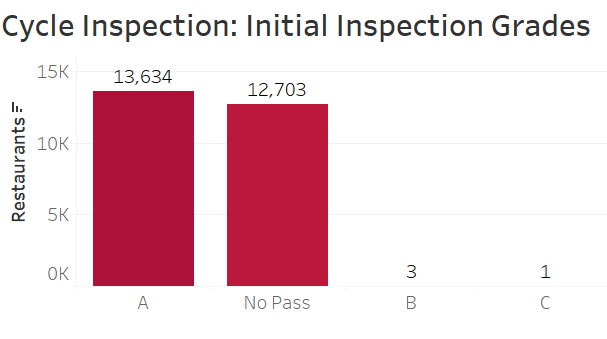 Cycle Inspection: Initial Inspection Grades
Restaurants
15K
10K
5K
0K
13,634
12,703
3
1
A
No Pass
B
C